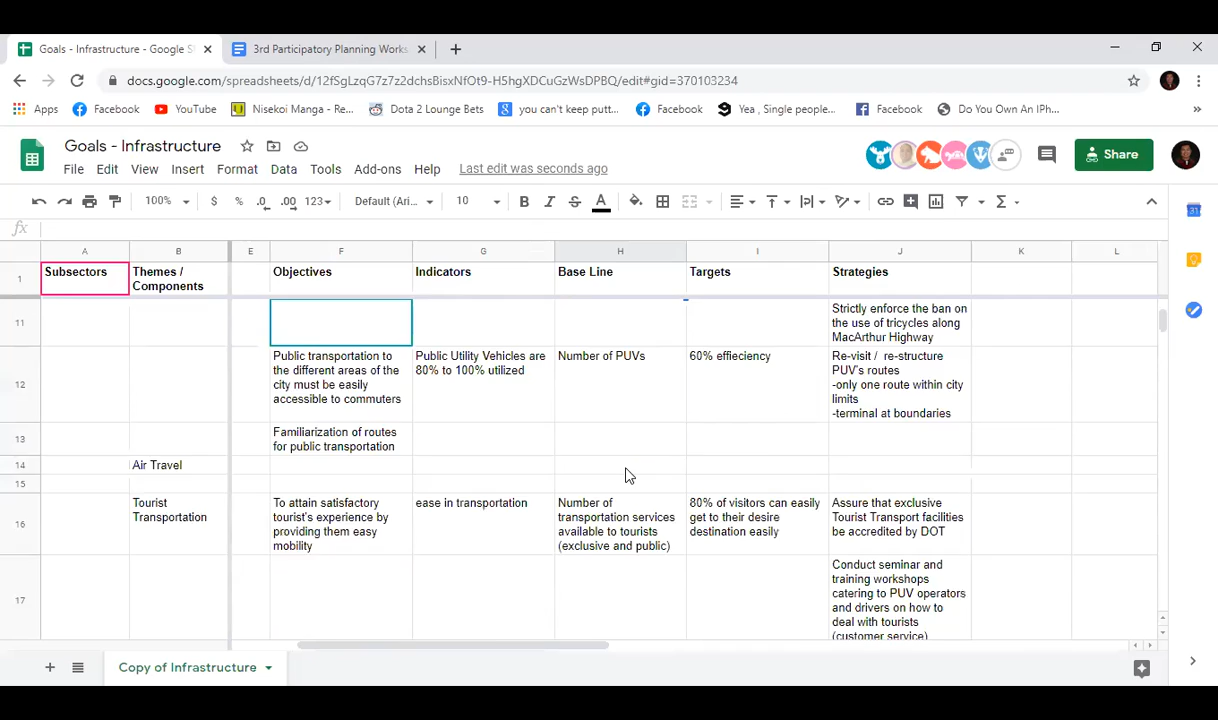 Goals - Infrastructure - Google S
3rd Participatory Planning Works
docs.google.com/spreadsheets/d/12fSgLzqG7z7z2dchsBisxNfOt9-H5hgXDCuGzWsDPBQ/edit#gid=370103234
Apps Facebook YouTube Nisekoi Manga - Re... Dota 2 Lounge Bets you can't keep putt... Facebook Yea , Single people... Facebook Do You Own An IPh...
Goals - Infrastructure
Share
File Edit View Insert Format Data Tools Add-ons Help Last edit was seconds ago
100% $ % .0 .00 123 Default (Ari... 10 B I S A
fx
A B E F G H I J K L
1 Subsectors Themes / Components Objectives Indicators Base Line Targets Strategies
11
Strictly enforce the ban on
the use of tricycles along
MacArthur Highway
12
Public transportation to
the different areas of the
city must be easily
accessible to commuters
Public Utility Vehicles are
80% to 100% utilized
Number of PUVs
60% effieciency
Re-visit / re-structure
PUV's routes
-only one route within city
limits
-terminal at boundaries
13
Familiarization of routes
for public transportation
14 Air Travel
15
16
Tourist
Transportation
To attain satisfactory
tourist's experience by
providing them easy
mobility
ease in transportation
Number of
transportation services
available to tourists
(exclusive and public)
80% of visitors can easily
get to their desire
destination easily
Assure that exclusive
Tourist Transport facilities
be accredited by DOT
17
Conduct seminar and
training workshops
catering to PUV operators
and drivers on how to
deal with tourists
(customer service)
Copy of Infrastructure
31